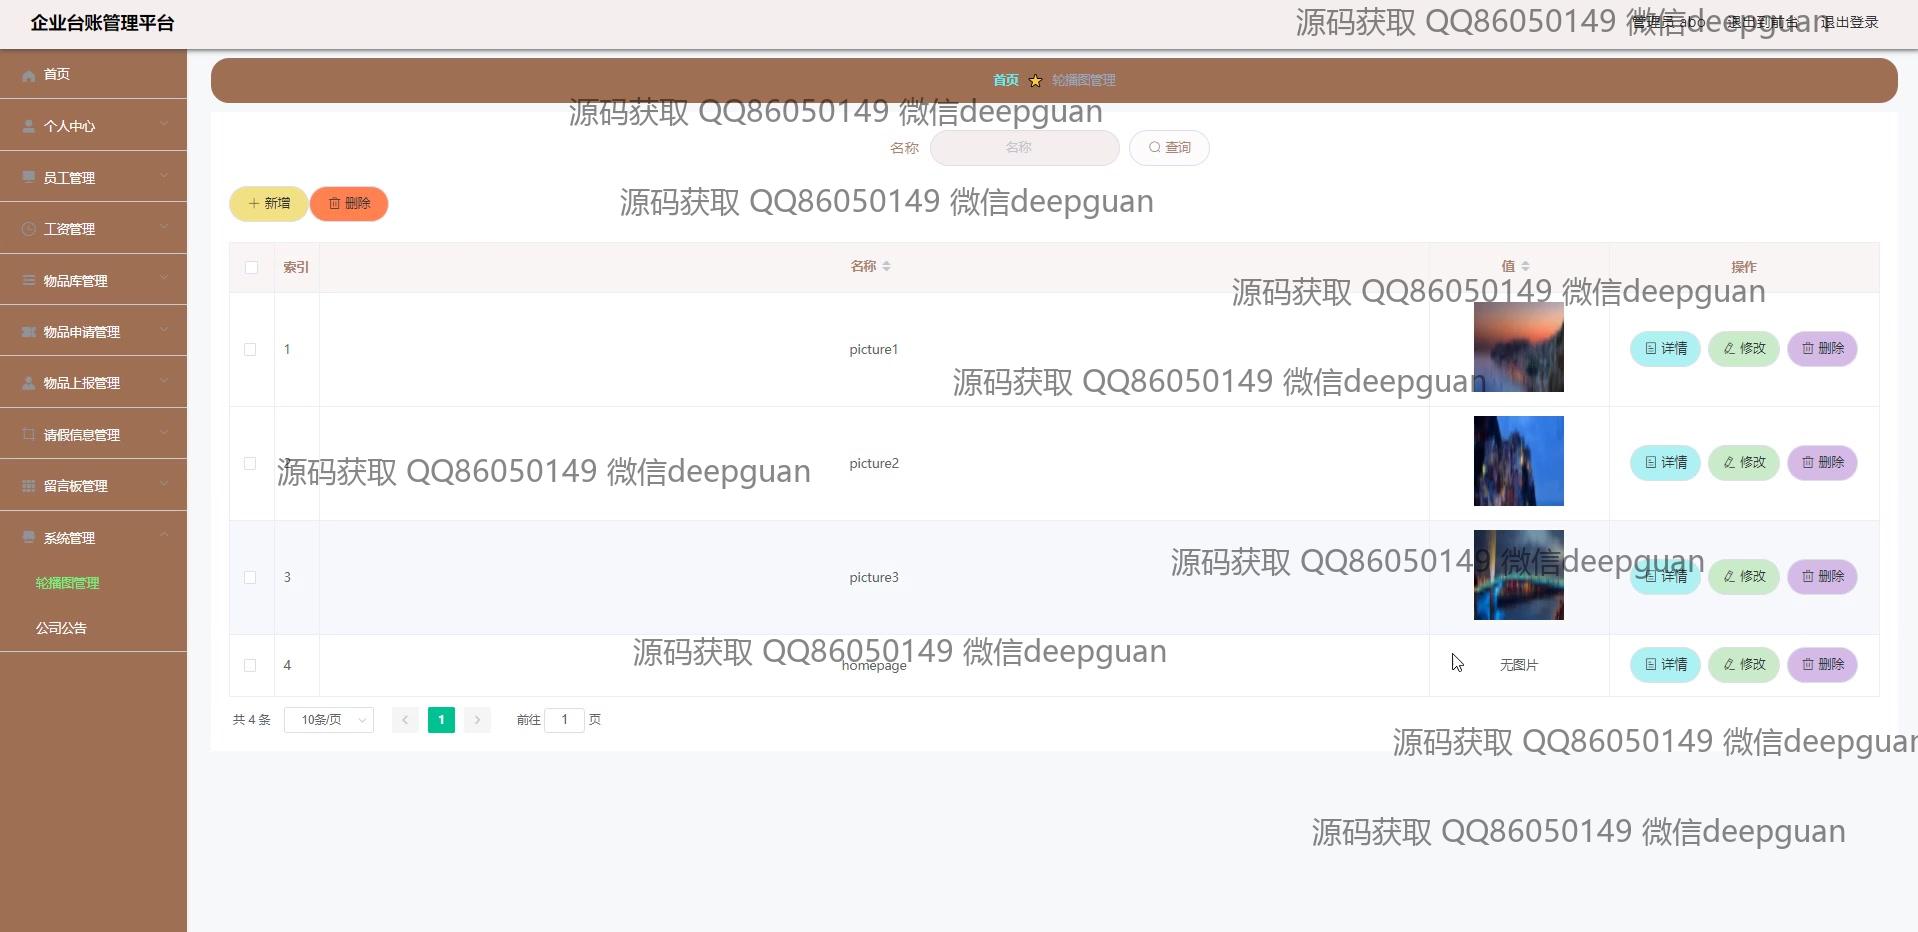 企业台账管理平台
源码获取 QQ86050149 微信deepguan
管理员 abo 退出到前台 退出登录
首页
首页 轮播图管理
源码获取 QQ86050149 微信deepguan
个人中心
名称 名称 查询
员工管理
新增 删除
源码获取 QQ86050149 微信deepguan
工资管理
索引 名称 值 操作
物品库管理
源码获取 QQ86050149 微信deepguan
物品申请管理
1 picture1 详情 修改 删除
物品上报管理
源码获取 QQ86050149 微信deepguan
请假信息管理
2 picture2 详情 修改 删除
源码获取 QQ86050149 微信deepguan
留言板管理
系统管理
源码获取 QQ86050149 微信deepguan
3 picture3 详情 修改 删除
轮播图管理
公司公告
源码获取 QQ86050149 微信deepguan
4 homepage 无图片 详情 修改 删除
共 4 条 10条/页 1 前往 1 页
源码获取 QQ86050149 微信deepguan
源码获取 QQ86050149 微信deepguan